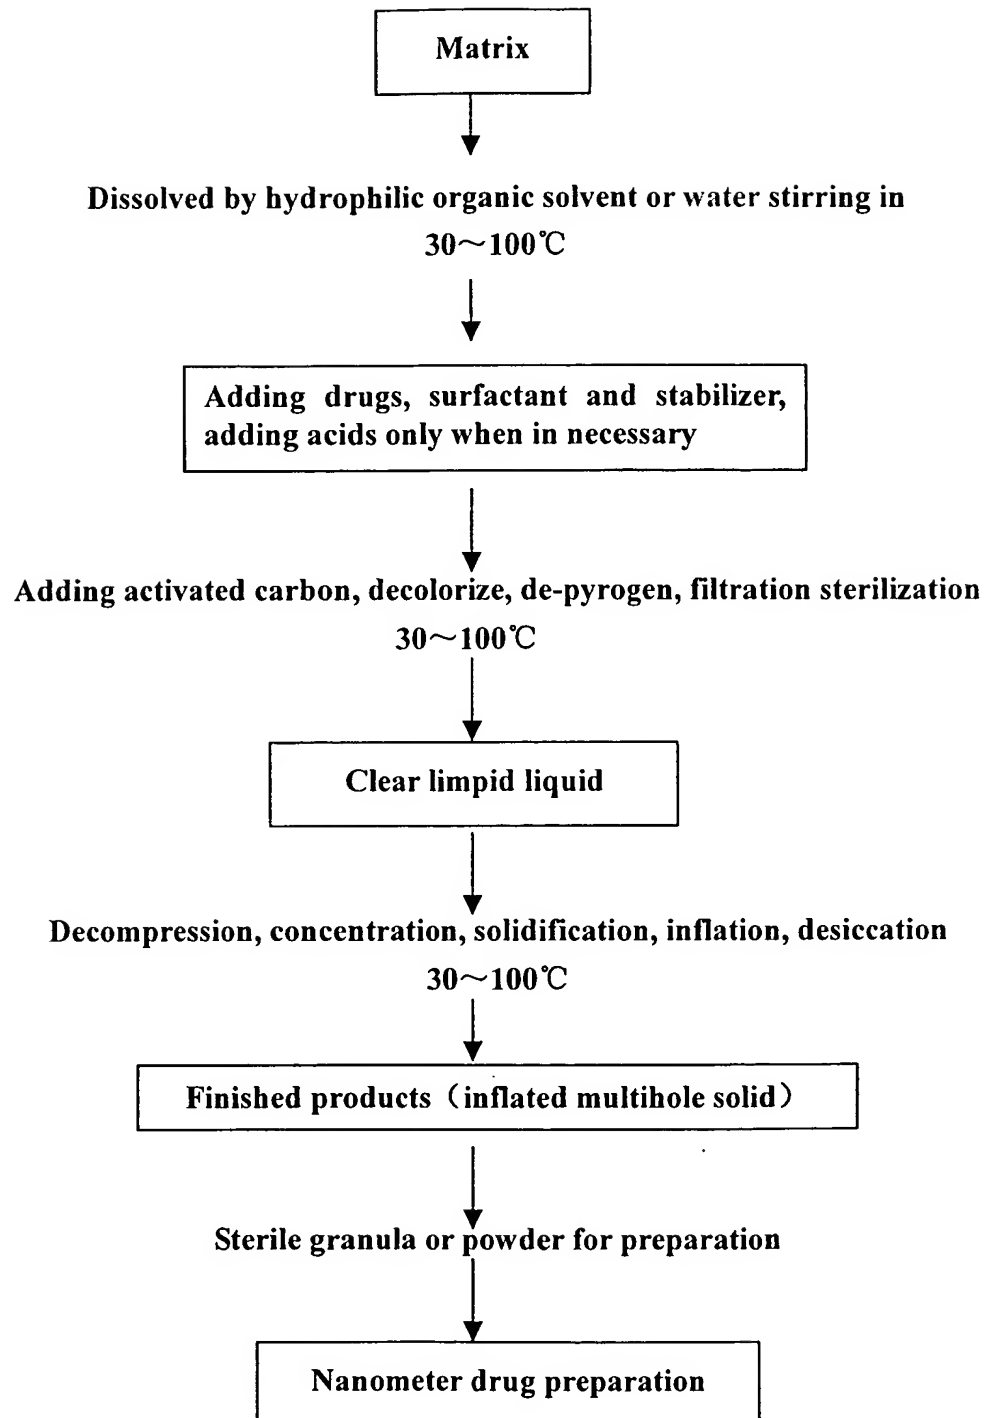 Matrix
Dissolved by hydrophilic organic solvent or water stirring in
30～100℃
Adding drugs, surfactant and stabilizer,
adding acids only when in necessary
Adding activated carbon, decolorize, de-pyrogen, filtration sterilization
30～100℃
Clear limpid liquid
Decompression, concentration, solidification, inflation, desiccation
30～100℃
Finished products（inflated multihole solid）
Sterile granula or powder for preparation
Nanometer drug preparation